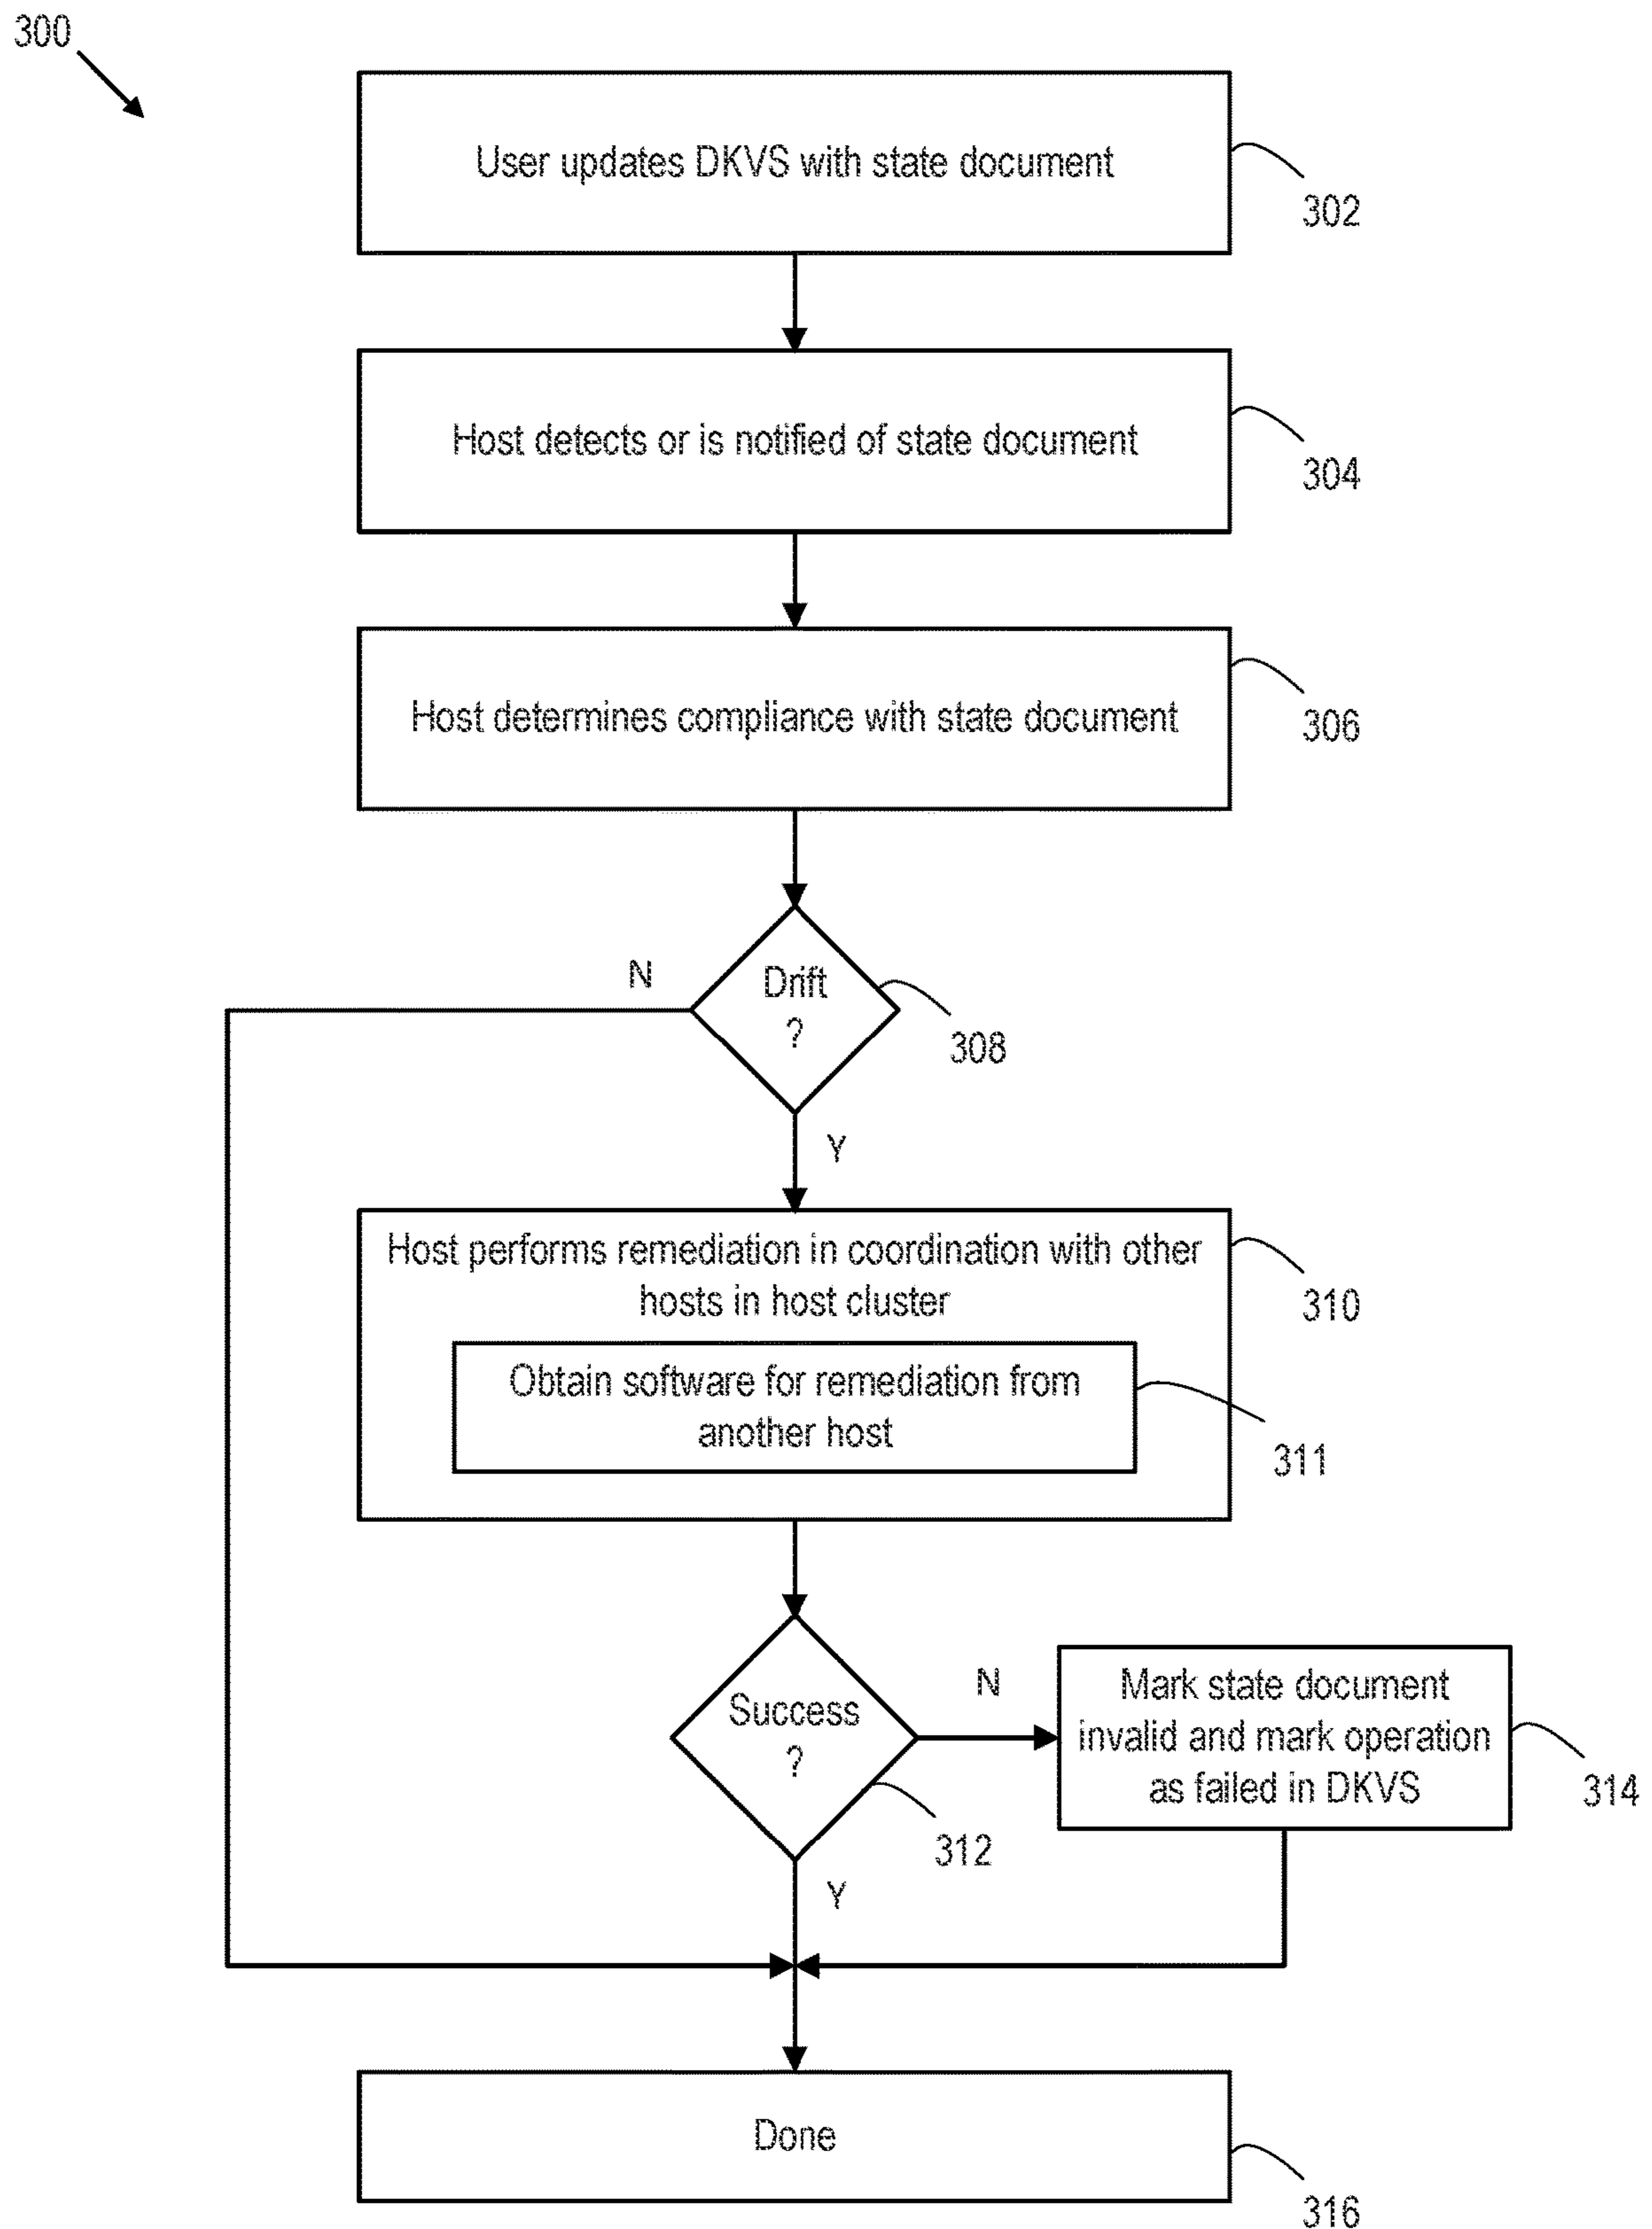 300
User updates DKVS with state document
302
Host detects or is notified of state document
304
Host determines compliance with state document
306
N
Drift
?
308
Y
Host performs remediation in coordination with other
hosts in host cluster
310
Obtain software for remediation from
another host
311
Success
?
312
N
Mark state document
invalid and mark operation
as failed in DKVS
314
Y
Done
316